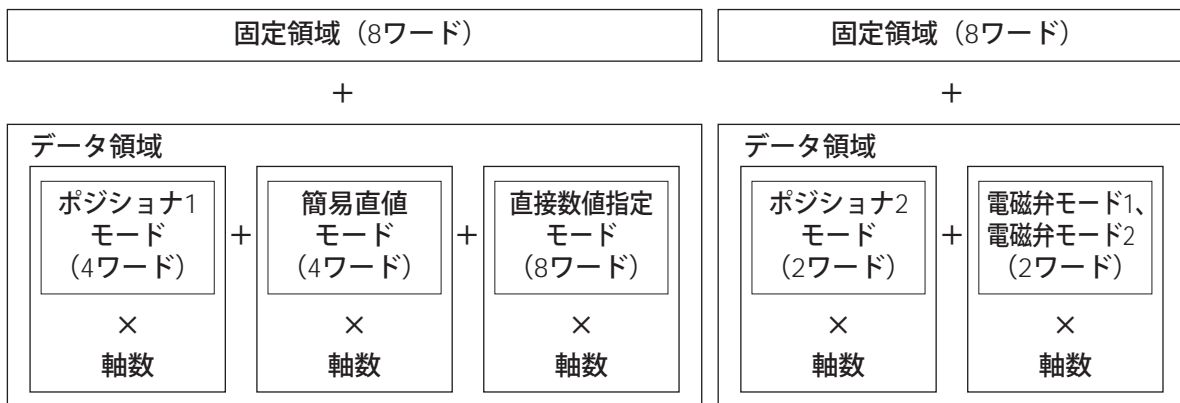 固定領域（8ワード）
＋
データ領域
ポジショナ1
モード
（4ワード）
×
軸数
＋
簡易直値
モード
（4ワード）
×
軸数
＋
直接数値指定
モード
（8ワード）
×
軸数
固定領域（8ワード）
＋
データ領域
ポジショナ2
モード
（2ワード）
×
軸数
＋
電磁弁モード1、
電磁弁モード2
（2ワード）
×
軸数